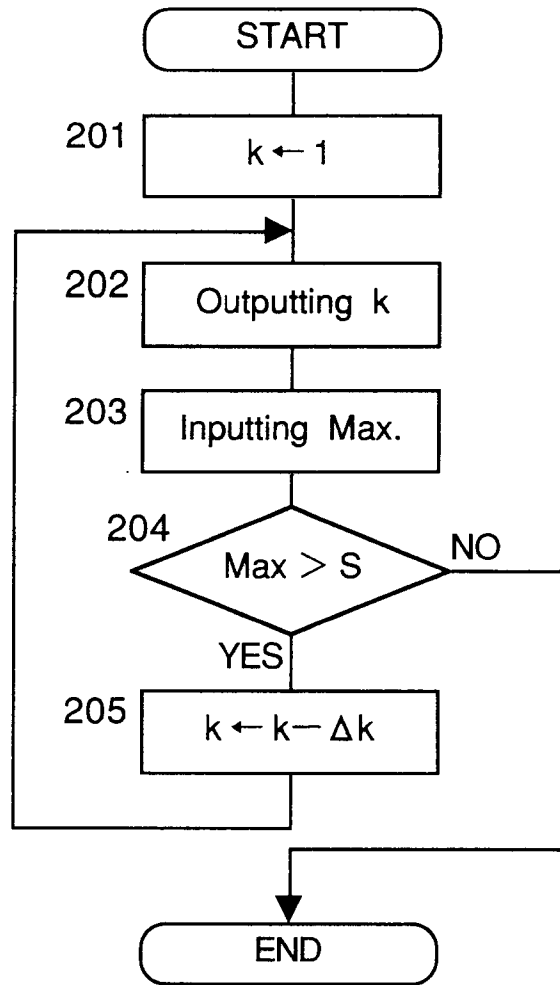 START
201
k ← 1
202
Outputting k
203
Inputting Max.
204
Max > S
NO
YES
205
k ← k − Δk
END